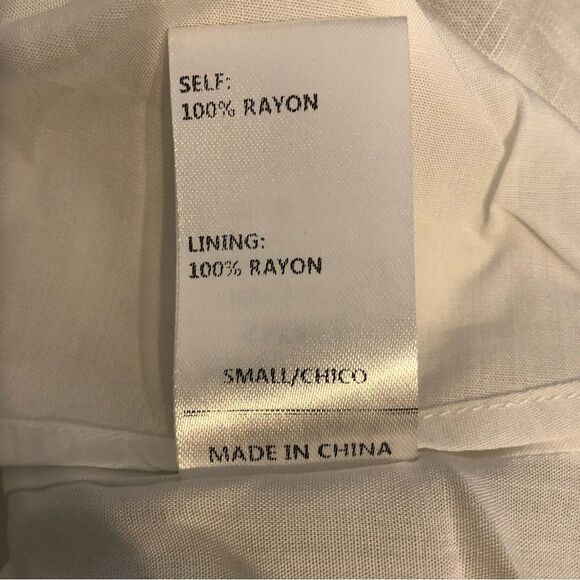 SELF:
100% RAYON
LINING:
100% RAYON
SMALL/CHICO
MADE IN CHINA